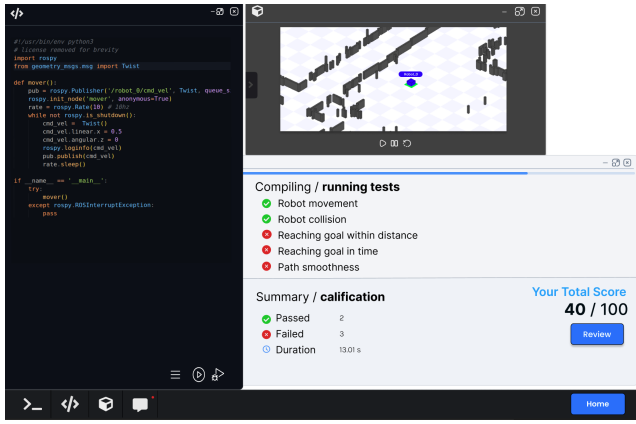 #!/usr/bin/env python3
# license removed for brevity
import rospy
from geometry_msgs.msg import Twist
def mover():
pub = rospy.Publisher('/robot_0/cmd_vel', Twist, queue_s
rospy.init_node('mover', anonymous=True)
rate = rospy.Rate(10) # 10hz
while not rospy.is_shutdown():
cmd_vel = Twist()
cmd_vel.linear.x = 0.5
cmd_vel.angular.z = 0
rospy.loginfo(cmd_vel)
pub.publish(cmd_vel)
rate.sleep()
if __name__ == '__main__':
try:
mover()
except rospy.ROSInterruptException:
pass
Robot_0
Compiling / running tests
Robot movement
Robot collision
Reaching goal within distance
Reaching goal in time
Path smoothness
Summary / calification
Passed 2
Failed 3
Duration 13.01 s
Your Total Score
40 / 100
Review
Home